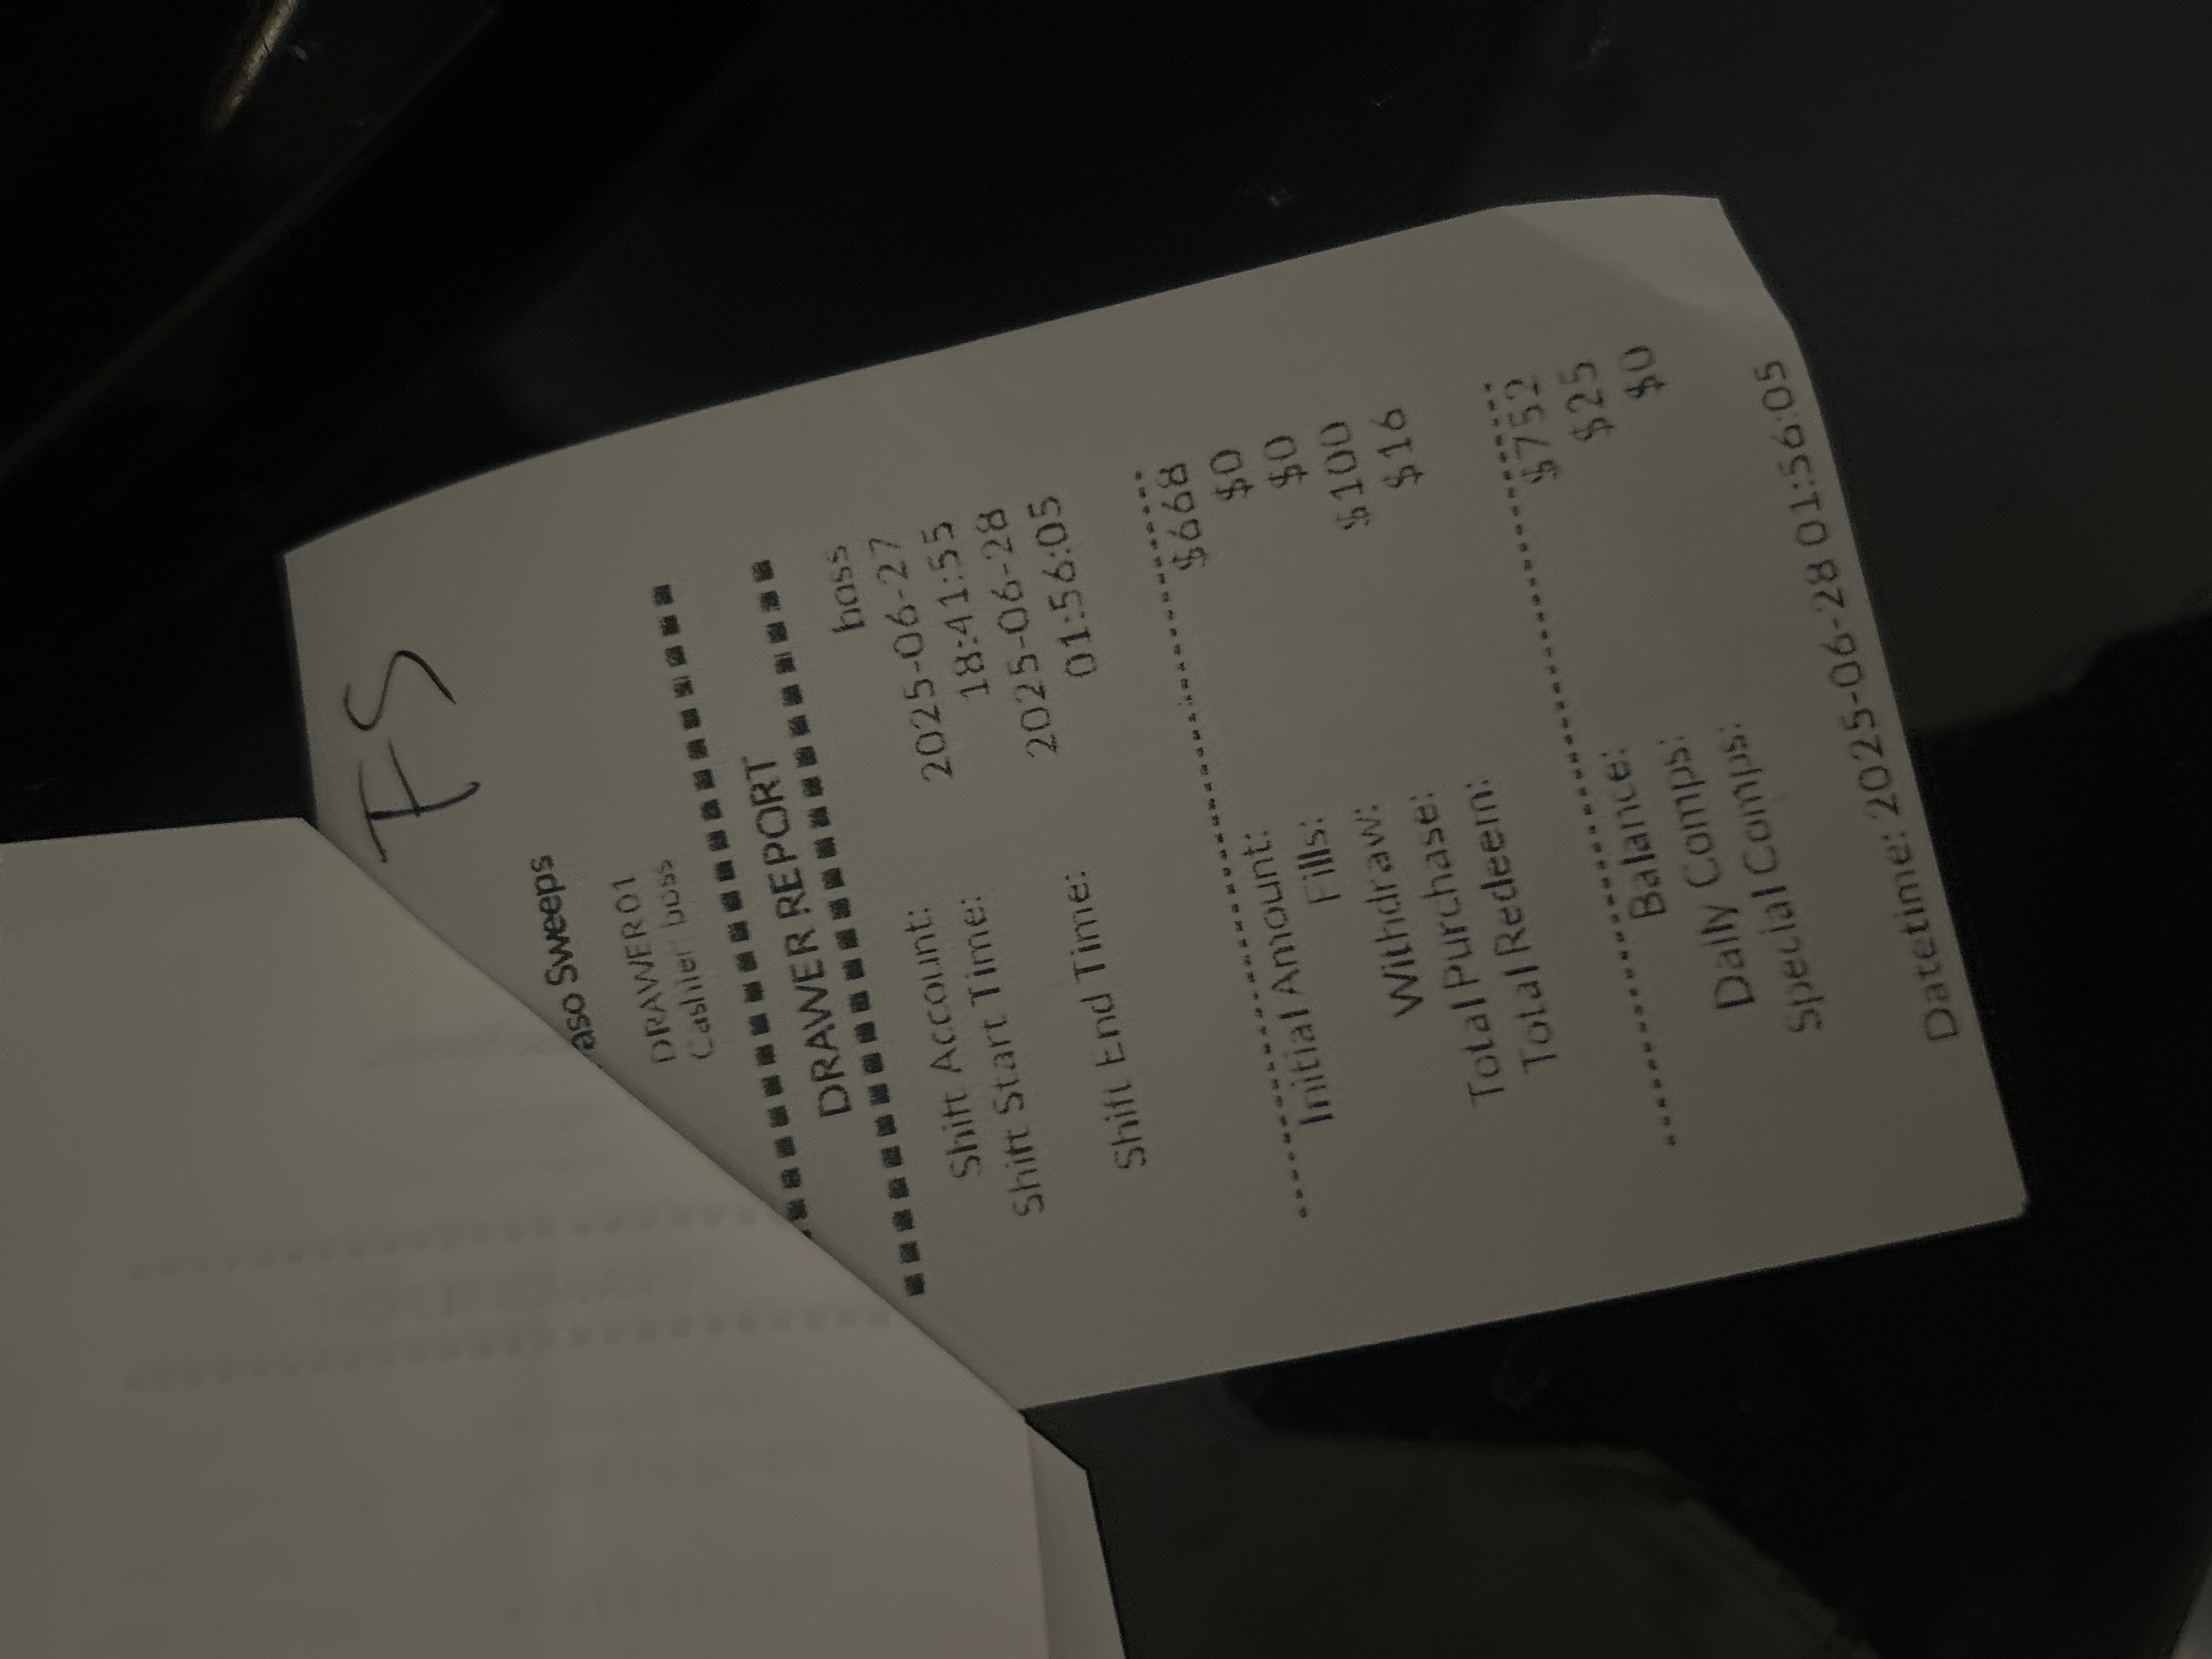 FS
aso Sweeps
DRAWER01
Cashier boss
DRAWER REPORT
Shift Account: boss
Shift Start Time: 2025-06-27
18:41:55
Shift End Time: 2025-06-28
01:56:05
Initial Amount: $668
Fills: $0
Withdraw: $0
Total Purchase: $100
Total Redeem: $16
Balance: $752
Daily Comps: $25
Special Comps: $0
Datetime: 2025-06-28 01:56:05